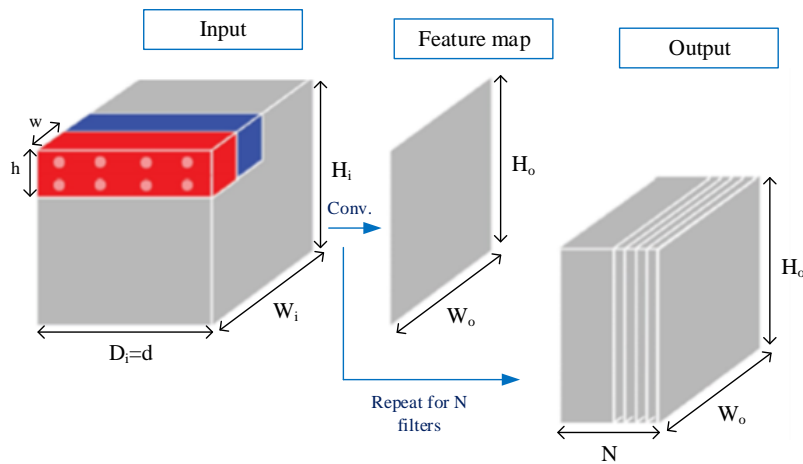 Input
Feature map
Output
w
h
Hᵢ
Hₒ
Conv.
Wᵢ
Wₒ
Dᵢ=d
Hₒ
Repeat for N
filters
Wₒ
N